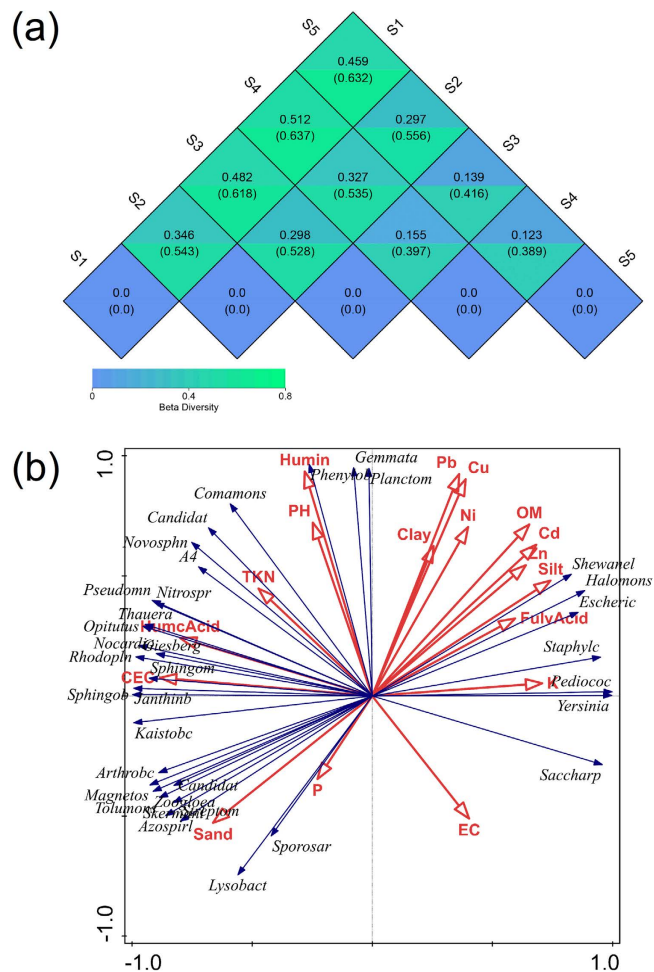 (a)
S5 S1
0.459
(0.632)
S4 S2
0.512 0.297
(0.637) (0.556)
S3 S3
0.482 0.327 0.139
(0.618) (0.535) (0.416)
S2 S4
0.346 0.298 0.155 0.123
(0.543) (0.528) (0.397) (0.389)
S1 S5
0.0 0.0 0.0 0.0 0.0
(0.0) (0.0) (0.0) (0.0) (0.0)
0 0.4 0.8
Beta Diversity
(b)
1.0
Humin Gemmata Pb Cu
Planctom
Comamons
PH Ni OM
Candidat
Clay Cd
Novosphn
A4 Zn
Silt Shewanel
TKN Halomons
Pseudomn Nitrospr
Escheric
Thauera
Opitutus HumcAcid FulvAcid
Nocardio
Rhodopln Staphylc
Sphingom
CEC K Pediococ
Sphingob Janthinb Yersinia
Kaistobc
Arthrobc Saccharp
Candidat
Magnetos P
Tolumons
Azospirl Sand EC
Sporosar
Lysobact
-1.0
-1.0 1.0